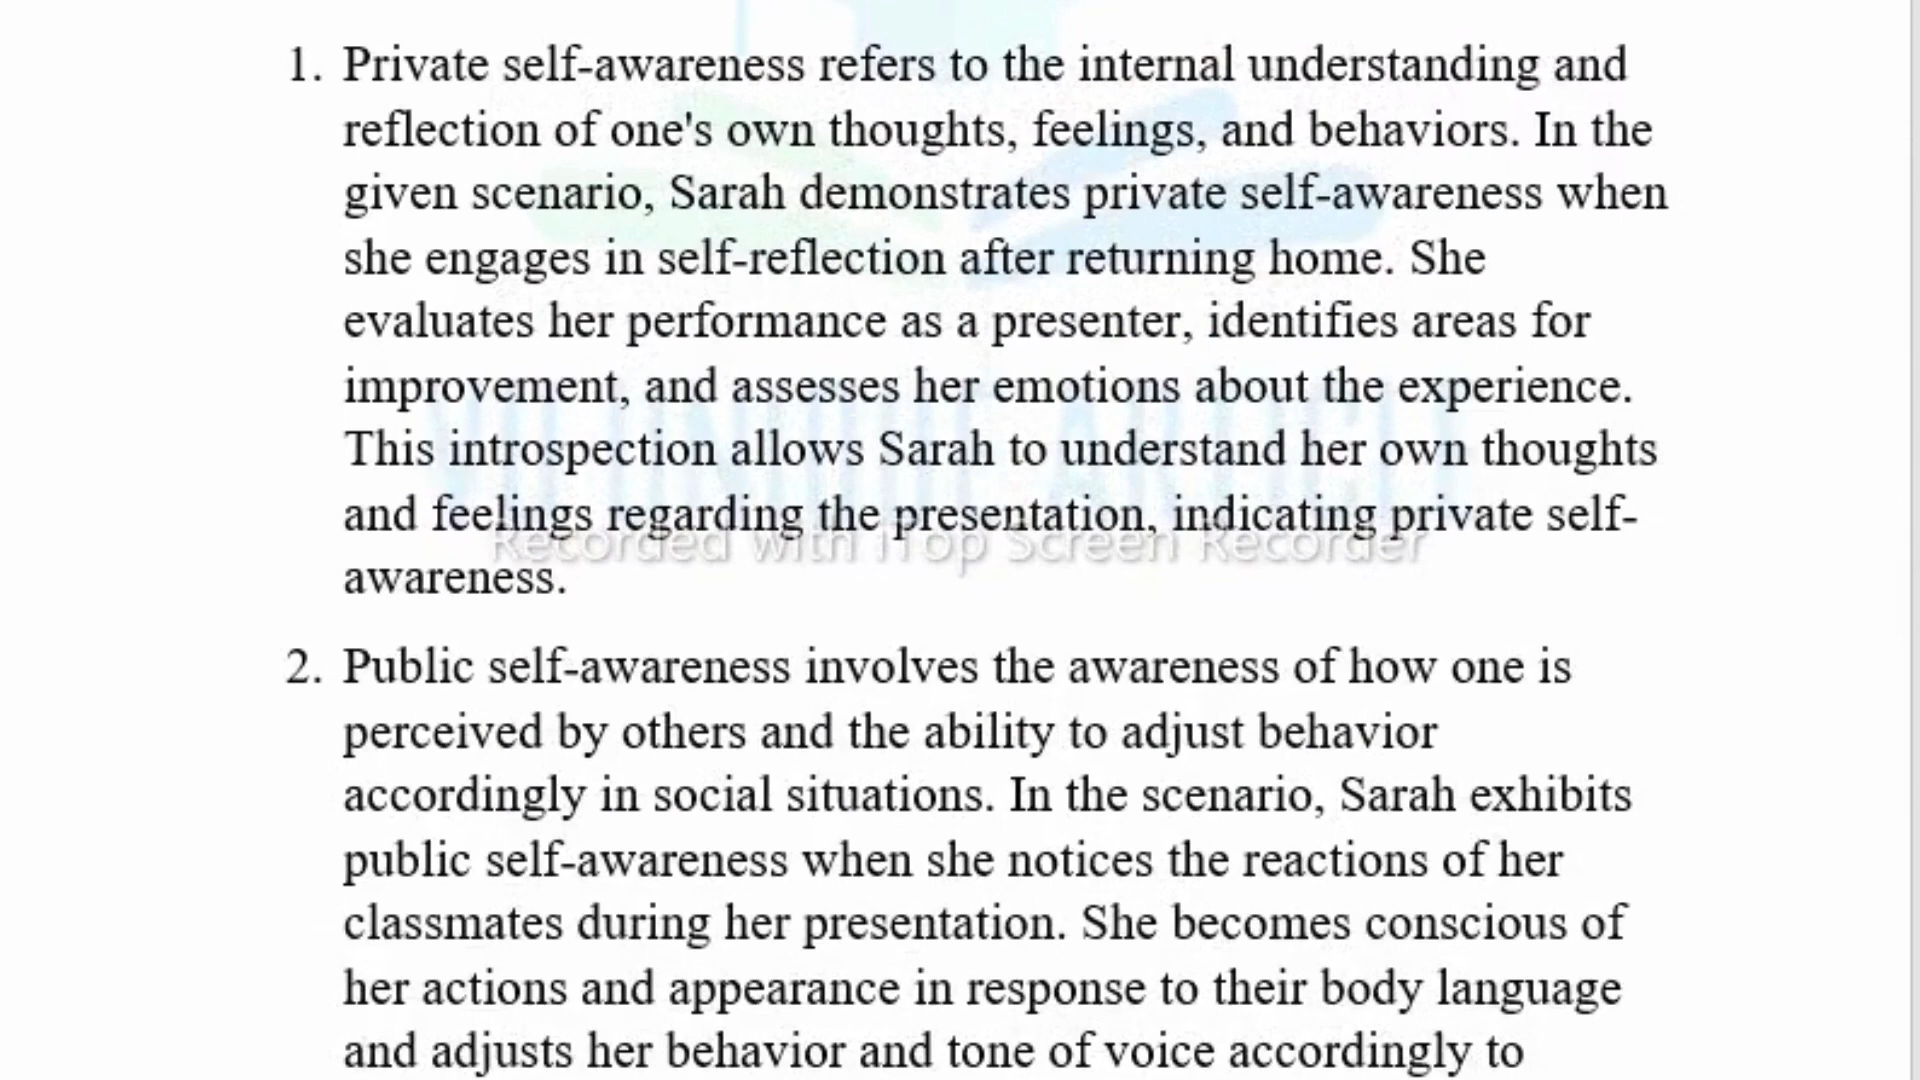 1. Private self-awareness refers to the internal understanding and
reflection of one's own thoughts, feelings, and behaviors. In the
given scenario, Sarah demonstrates private self-awareness when
she engages in self-reflection after returning home. She
evaluates her performance as a presenter, identifies areas for
improvement, and assesses her emotions about the experience.
This introspection allows Sarah to understand her own thoughts
and feelings regarding the presentation, indicating private self-
Recorded with iTop Screen Recorder
awareness.
2. Public self-awareness involves the awareness of how one is
perceived by others and the ability to adjust behavior
accordingly in social situations. In the scenario, Sarah exhibits
public self-awareness when she notices the reactions of her
classmates during her presentation. She becomes conscious of
her actions and appearance in response to their body language
and adjusts her behavior and tone of voice accordingly to